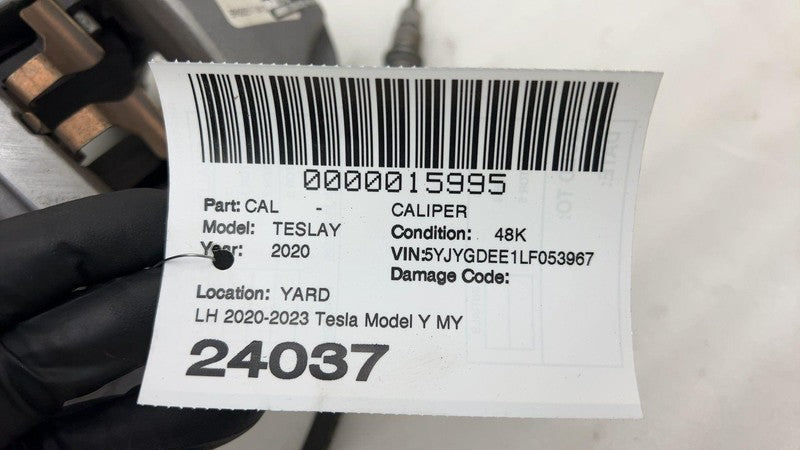 0000015995
Part: CAL - CALIPER
Model: TESLAY Condition: 48K
Year: 2020 VIN:5YJYGDEE1LF053967
Damage Code:
Location: YARD
LH 2020-2023 Tesla Model Y MY
24037